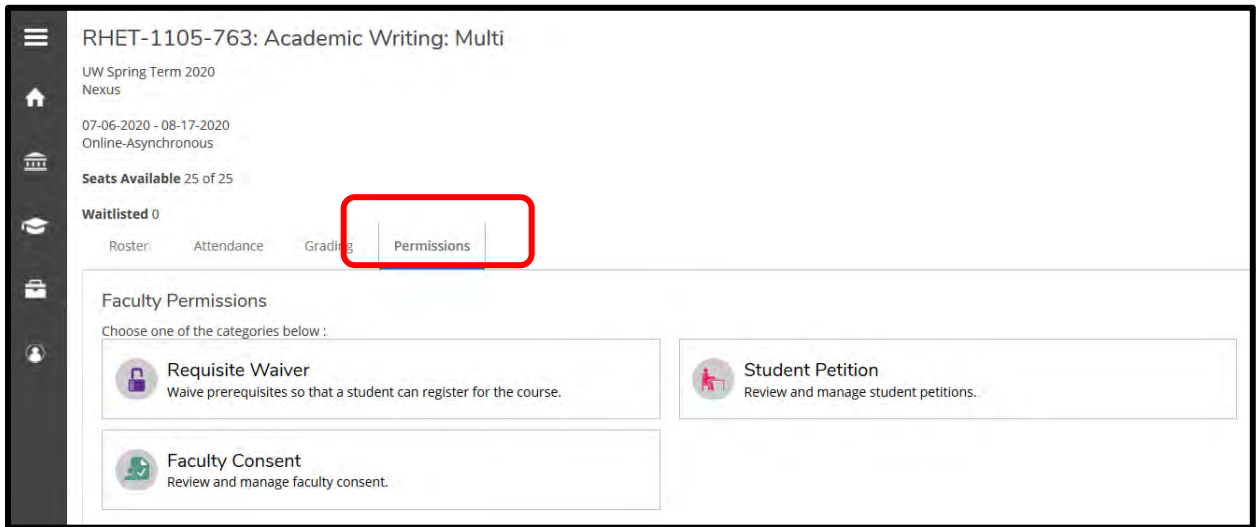 RHET-1105-763: Academic Writing: Multi
UW Spring Term 2020
Nexus
07-06-2020 - 08-17-2020
Online-Asynchronous
Seats Available 25 of 25
Waitlisted 0
Roster Attendance Grading Permissions
Faculty Permissions
Choose one of the categories below :
Requisite Waiver
Waive prerequisites so that a student can register for the course.
Student Petition
Review and manage student petitions.
Faculty Consent
Review and manage faculty consent.